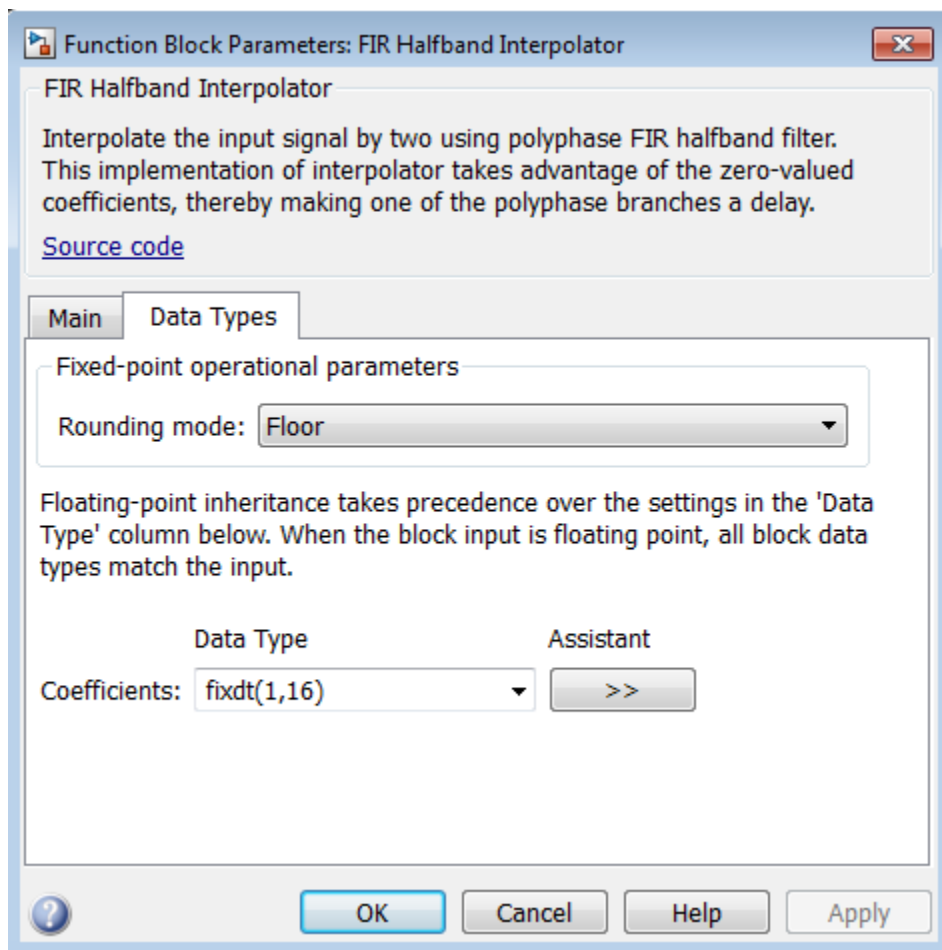 Function Block Parameters: FIR Halfband Interpolator
FIR Halfband Interpolator
Interpolate the input signal by two using polyphase FIR halfband filter.
This implementation of interpolator takes advantage of the zero-valued
coefficients, thereby making one of the polyphase branches a delay.
Source code
Main Data Types
Fixed-point operational parameters
Rounding mode: Floor
Floating-point inheritance takes precedence over the settings in the 'Data
Type' column below. When the block input is floating point, all block data
types match the input.
Data Type Assistant
Coefficients: fixdt(1,16) >>
? OK Cancel Help Apply